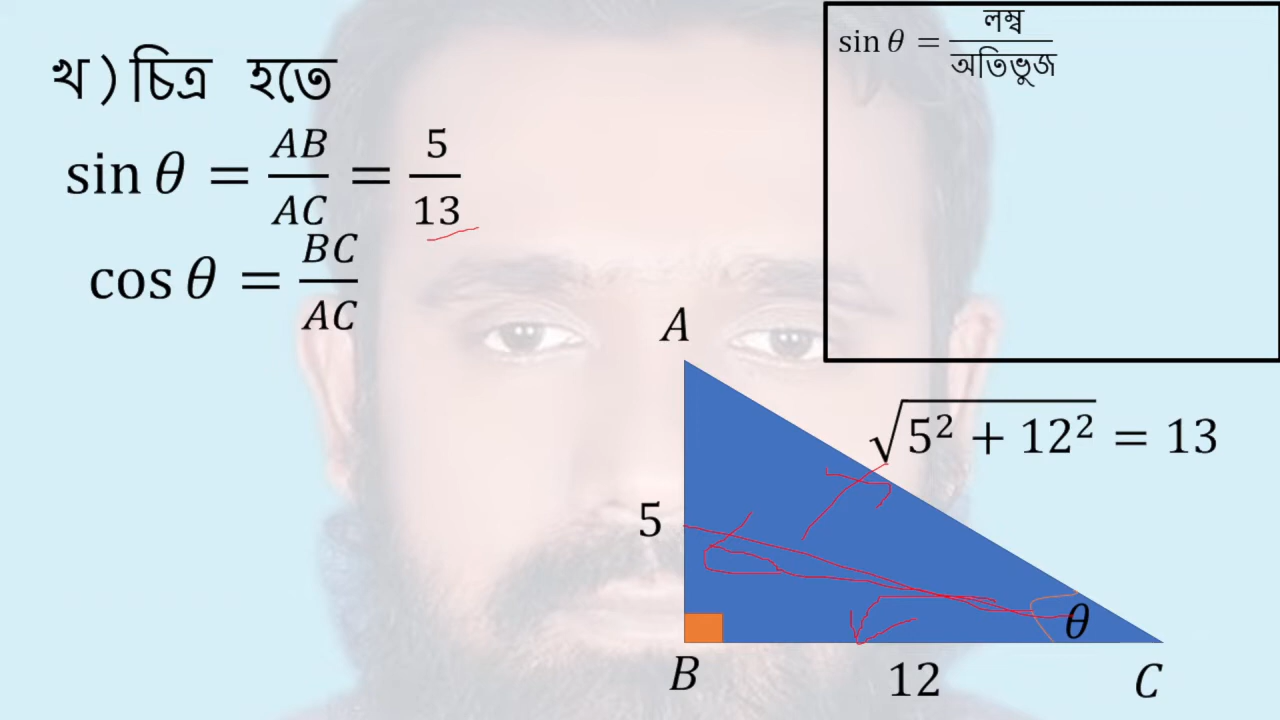 খ) চিত্র হতে
sin θ = AB/AC = 5/13
cos θ = BC/AC
sin θ = লম্ব/অতিভুজ
A
√(5² + 12²) = 13
5
θ
B
12
C